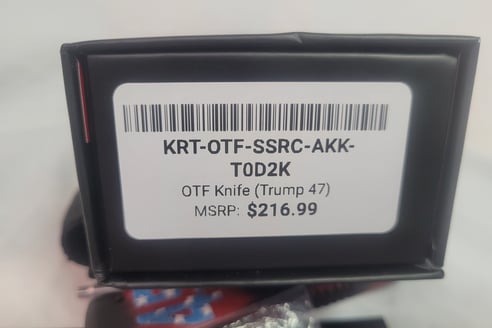 KRT-OTF-SSRC-AKK-
T0D2K
OTF Knife (Trump 47)
MSRP: $216.99